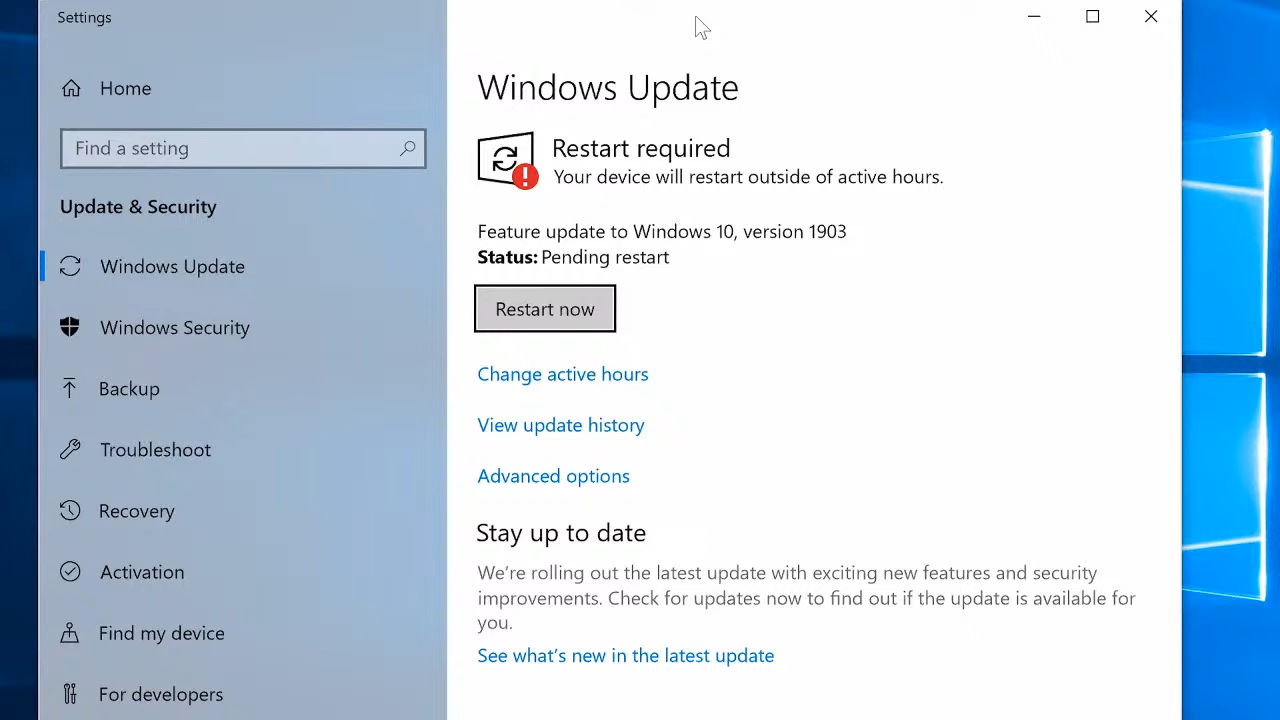 Settings
Home
Find a setting
Update & Security
Windows Update
Windows Security
Backup
Troubleshoot
Recovery
Activation
Find my device
For developers
Windows Update
Restart required
Your device will restart outside of active hours.
Feature update to Windows 10, version 1903
Status: Pending restart
Restart now
Change active hours
View update history
Advanced options
Stay up to date
We’re rolling out the latest update with exciting new features and security
improvements. Check for updates now to find out if the update is available for
you.
See what’s new in the latest update